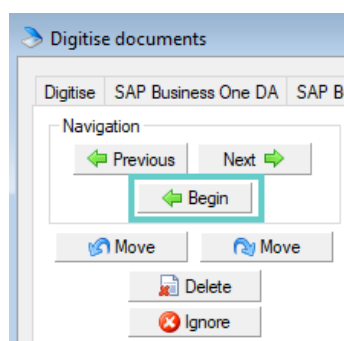 Digitise documents
Digitise SAP Business One DA SAP B
Navigation
Previous Next
Begin
Move Move
Delete
Ignore